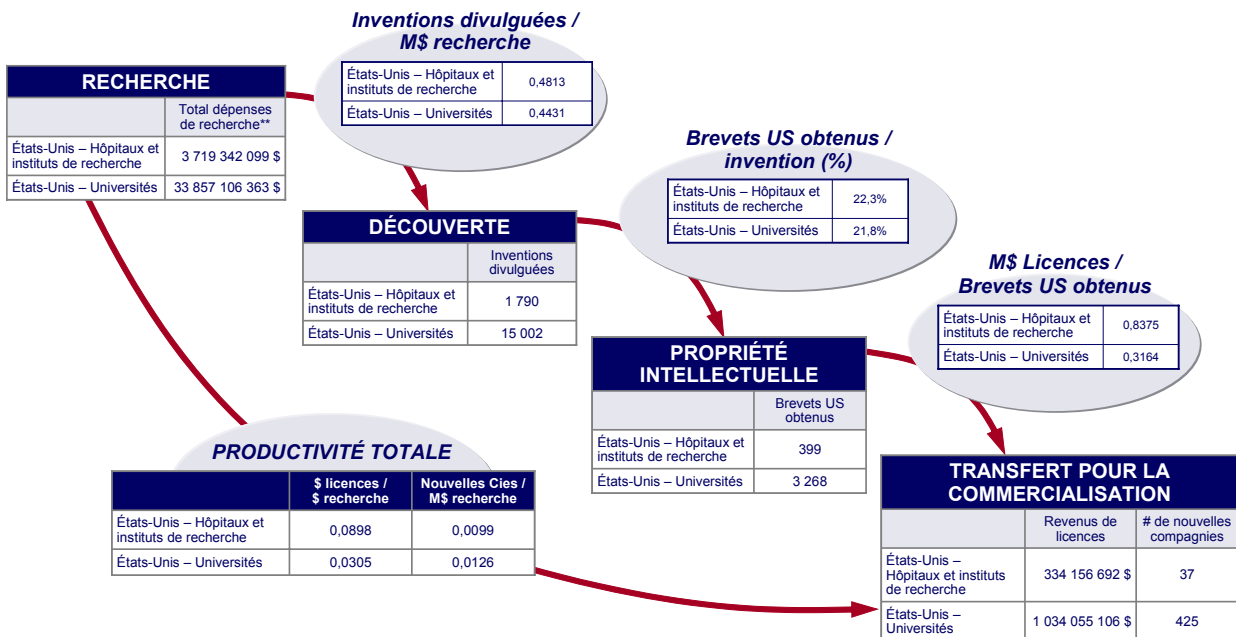 Inventions divulguées /
M$ recherche
États-Unis – Hôpitaux et
instituts de recherche
0,4813
États-Unis – Universités
0,4431
RECHERCHE
Total dépenses
de recherche**
États-Unis – Hôpitaux et
instituts de recherche
3 719 342 099 $
États-Unis – Universités
33 857 106 363 $
Brevets US obtenus /
invention (%)
États-Unis – Hôpitaux et
instituts de recherche
22,3%
États-Unis – Universités
21,8%
DÉCOUVERTE
Inventions
divulguées
États-Unis – Hôpitaux et
instituts de recherche
1 790
États-Unis – Universités
15 002
M$ Licences /
Brevets US obtenus
États-Unis – Hôpitaux et
instituts de recherche
0,8375
États-Unis – Universités
0,3164
PROPRIÉTÉ
INTELLECTUELLE
Brevets US
obtenus
États-Unis – Hôpitaux et
instituts de recherche
399
États-Unis – Universités
3 268
PRODUCTIVITÉ TOTALE
$ licences /
$ recherche
Nouvelles Cies /
M$ recherche
États-Unis – Hôpitaux et
instituts de recherche
0,0898
0,0099
États-Unis – Universités
0,0305
0,0126
TRANSFERT POUR LA
COMMERCIALISATION
Revenus de
licences
# de nouvelles
compagnies
États-Unis –
Hôpitaux et instituts
de recherche
334 156 692 $
37
États-Unis –
Universités
1 034 055 106 $
425